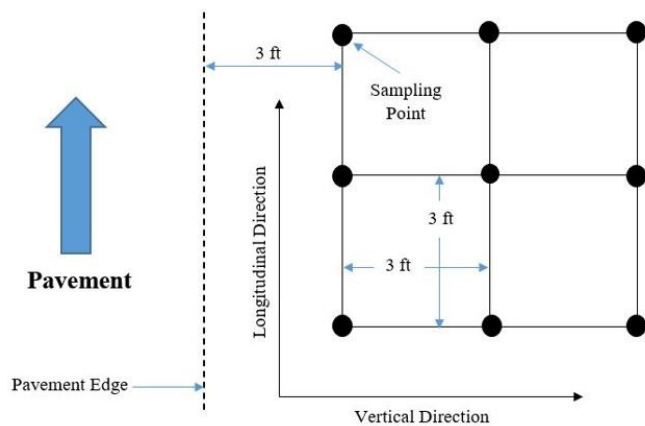 3 ft
Sampling
Point
Longitudinal Direction
3 ft
3 ft
Pavement
Pavement Edge
Vertical Direction